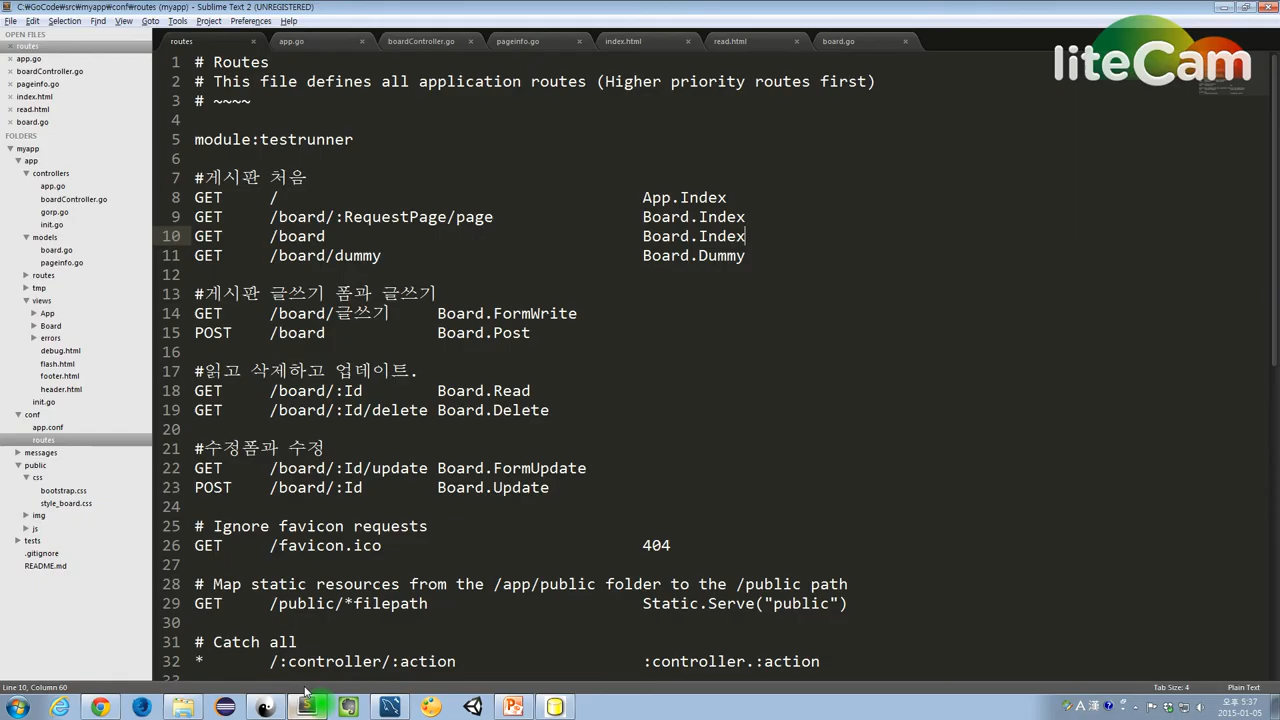 C:\GoCode\src\myapp\conf\routes (myapp) - Sublime Text 2 (UNREGISTERED)
File Edit Selection Find View Goto Tools Project Preferences Help
OPEN FILES
routes
app.go
boardController.go
pageinfo.go
index.html
read.html
board.go
FOLDERS
myapp
app
controllers
app.go
boardController.go
gorp.go
init.go
models
board.go
pageinfo.go
routes
tmp
views
App
Board
errors
debug.html
flash.html
footer.html
header.html
init.go
conf
app.conf
routes
messages
public
css
bootstrap.css
style_board.css
img
js
tests
.gitignore
README.md
routes app.go boardController.go pageinfo.go index.html read.html board.go
liteCam
1 # Routes
2 # This file defines all application routes (Higher priority routes first)
3 # ~~~~
4
5 module:testrunner
6
7 #게시판 처음
8 GET / App.Index
9 GET /board/:RequestPage/page Board.Index
10 GET /board Board.Index
11 GET /board/dummy Board.Dummy
12
13 #게시판 글쓰기 폼과 글쓰기
14 GET /board/글쓰기 Board.FormWrite
15 POST /board Board.Post
16
17 #읽고 삭제하고 업데이트.
18 GET /board/:Id Board.Read
19 GET /board/:Id/delete Board.Delete
20
21 #수정폼과 수정
22 GET /board/:Id/update Board.FormUpdate
23 POST /board/:Id Board.Update
24
25 # Ignore favicon requests
26 GET /favicon.ico 404
27
28 # Map static resources from the /app/public folder to the /public path
29 GET /public/*filepath Static.Serve("public")
30
31 # Catch all
32 * /:controller/:action :controller.:action
33
Line 10, Column 60
Tab Size: 4 Plain Text
A 漢
오후 5:37
2015-01-05